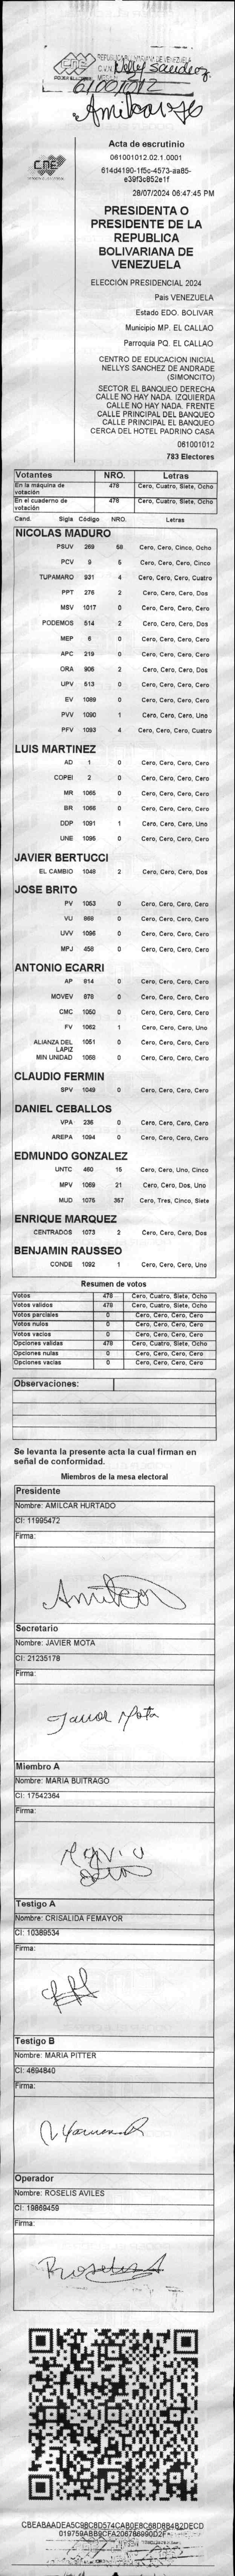 CNE
PODER ELECTORAL
REPUBLICA BOLIVARIANA DE VENEZUELA
Nelly Sanchez
61001012
Amilcar
cne
Acta de escrutinio
061001012.02.1.0001
614d4190-1f5c-4573-aa85-
e39f3c852e1f
28/07/2024 06:47:45 PM
PRESIDENTA O
PRESIDENTE DE LA
REPUBLICA
BOLIVARIANA DE
VENEZUELA
ELECCIÓN PRESIDENCIAL 2024
Pais VENEZUELA
Estado EDO. BOLIVAR
Municipio MP. EL CALLAO
Parroquia PQ. EL CALLAO
CENTRO DE EDUCACION INICIAL
NELLYS SANCHEZ DE ANDRADE
(SIMONCITO)
SECTOR EL BANQUEO DERECHA
CALLE NO HAY NADA. IZQUIERDA
CALLE NO HAY NADA. FRENTE
CALLE PRINCIPAL DEL BANQUEO
CALLE PRINCIPAL EL BANQUEO
CERCA DEL HOTEL PADRINO CASA
061001012
783 Electores
Votantes NRO. Letras
En la máquina de votación 478 Cero, Cuatro, Siete, Ocho
En el cuaderno de votación 478 Cero, Cuatro, Siete, Ocho
Cand. Sigla Código NRO. Letras
NICOLAS MADURO
PSUV 269 58 Cero, Cero, Cinco, Ocho
PCV 9 5 Cero, Cero, Cero, Cinco
TUPAMARO 931 4 Cero, Cero, Cero, Cuatro
PPT 276 2 Cero, Cero, Cero, Dos
MSV 1017 0 Cero, Cero, Cero, Cero
PODEMOS 514 2 Cero, Cero, Cero, Dos
MEP 6 0 Cero, Cero, Cero, Cero
APC 219 0 Cero, Cero, Cero, Cero
ORA 906 2 Cero, Cero, Cero, Dos
UPV 513 0 Cero, Cero, Cero, Cero
EV 1089 0 Cero, Cero, Cero, Cero
PVV 1090 1 Cero, Cero, Cero, Uno
PFV 1093 4 Cero, Cero, Cero, Cuatro
LUIS MARTINEZ
AD 1 0 Cero, Cero, Cero, Cero
COPEI 2 0 Cero, Cero, Cero, Cero
MR 1065 0 Cero, Cero, Cero, Cero
BR 1066 0 Cero, Cero, Cero, Cero
DDP 1091 1 Cero, Cero, Cero, Uno
UNE 1095 0 Cero, Cero, Cero, Cero
JAVIER BERTUCCI
EL CAMBIO 1048 2 Cero, Cero, Cero, Dos
JOSE BRITO
PV 1053 0 Cero, Cero, Cero, Cero
VU 868 0 Cero, Cero, Cero, Cero
UVV 1096 0 Cero, Cero, Cero, Cero
MPJ 458 0 Cero, Cero, Cero, Cero
ANTONIO ECARRI
AP 814 0 Cero, Cero, Cero, Cero
MOVEV 878 0 Cero, Cero, Cero, Cero
CMC 1050 0 Cero, Cero, Cero, Cero
FV 1062 1 Cero, Cero, Cero, Uno
ALIANZA DEL LAPIZ 1051 0 Cero, Cero, Cero, Cero
MIN UNIDAD 1068 0 Cero, Cero, Cero, Cero
CLAUDIO FERMIN
SPV 1049 0 Cero, Cero, Cero, Cero
DANIEL CEBALLOS
VPA 236 0 Cero, Cero, Cero, Cero
AREPA 1094 0 Cero, Cero, Cero, Cero
EDMUNDO GONZALEZ
UNTC 460 15 Cero, Cero, Uno, Cinco
MPV 1069 21 Cero, Cero, Dos, Uno
MUD 1075 357 Cero, Tres, Cinco, Siete
ENRIQUE MARQUEZ
CENTRADOS 1073 2 Cero, Cero, Cero, Dos
BENJAMIN RAUSSEO
CONDE 1092 1 Cero, Cero, Cero, Uno
Resumen de votos
Votos 478 Cero, Cuatro, Siete, Ocho
Votos validos 478 Cero, Cuatro, Siete, Ocho
Votos parciales 0 Cero, Cero, Cero, Cero
Votos nulos 0 Cero, Cero, Cero, Cero
Votos vacios 0 Cero, Cero, Cero, Cero
Opciones validas 478 Cero, Cuatro, Siete, Ocho
Opciones nulas 0 Cero, Cero, Cero, Cero
Opciones vacias 0 Cero, Cero, Cero, Cero
Observaciones:
Se levanta la presente acta la cual firman en
señal de conformidad.
Miembros de la mesa electoral
Presidente
Nombre: AMILCAR HURTADO
CI: 11995472
Firma:
Secretario
Nombre: JAVIER MOTA
CI: 21235178
Firma:
Javier Mota
Miembro A
Nombre: MARIA BUITRAGO
CI: 17542364
Firma:
Maria
Testigo A
Nombre: CRISALIDA FEMAYOR
CI: 10389534
Firma:
Testigo B
Nombre: MARIA PITTER
CI: 4694840
Firma:
Operador
Nombre: ROSELIS AVILES
CI: 19869459
Firma:
Roselis A
CBEABAADEA5C98C8D574CAB0E8C68D8B4B2DECD
019759ABB9CFA206788990D2F